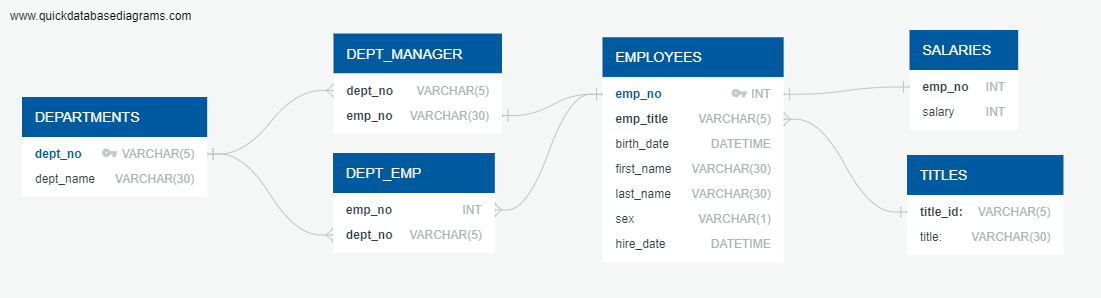 www.quickdatabasediagrams.com
DEPARTMENTS
dept_no VARCHAR(5)
dept_name VARCHAR(30)
DEPT_MANAGER
dept_no VARCHAR(5)
emp_no VARCHAR(30)
DEPT_EMP
emp_no INT
dept_no VARCHAR(5)
EMPLOYEES
emp_no INT
emp_title VARCHAR(5)
birth_date DATETIME
first_name VARCHAR(30)
last_name VARCHAR(30)
sex VARCHAR(1)
hire_date DATETIME
SALARIES
emp_no INT
salary INT
TITLES
title_id: VARCHAR(5)
title: VARCHAR(30)